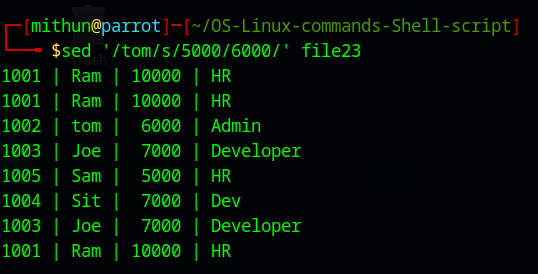 [mithun@parrot]-[~/OS-Linux-commands-Shell-script]
$sed '/tom/s/5000/6000/' file23
1001 | Ram | 10000 | HR
1001 | Ram | 10000 | HR
1002 | tom |  6000 | Admin
1003 | Joe |  7000 | Developer
1005 | Sam |  5000 | HR
1004 | Sit |  7000 | Dev
1003 | Joe |  7000 | Developer
1001 | Ram | 10000 | HR